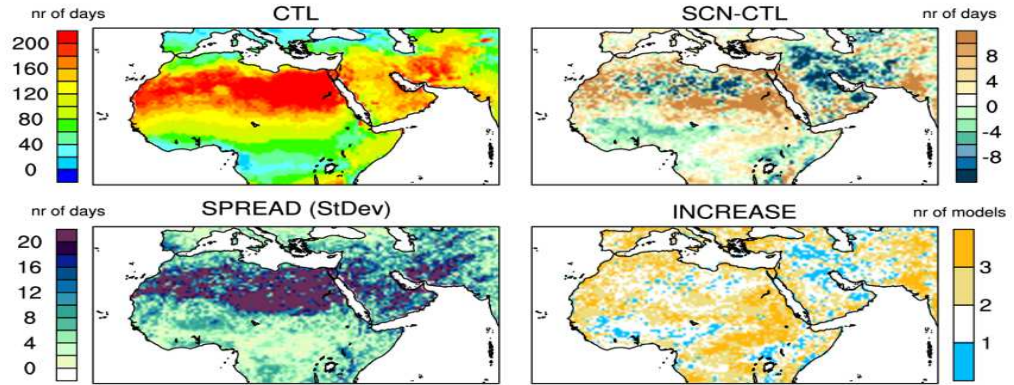 nr of days
CTL
SCN-CTL
nr of days
200
160
120
80
40
0
8
4
0
-4
-8
nr of days
SPREAD (StDev)
INCREASE
nr of models
20
16
12
8
4
0
3
2
1